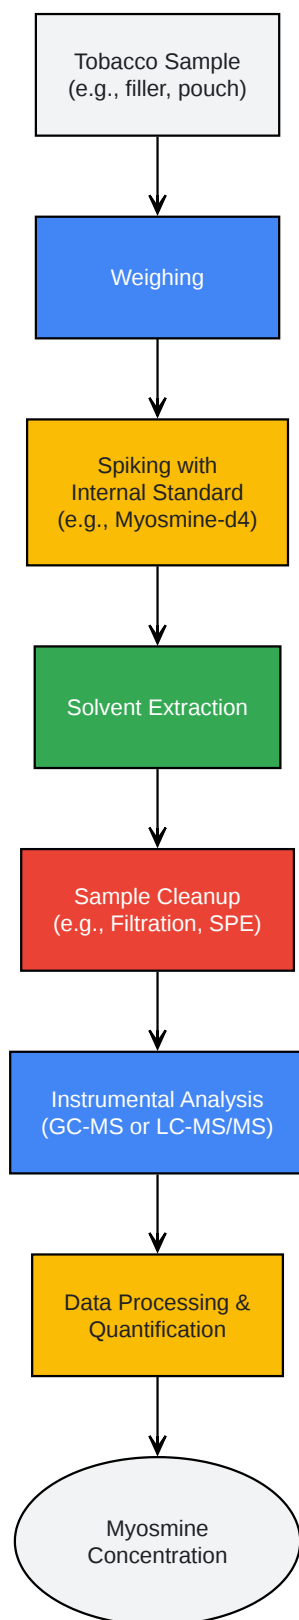 Tobacco Sample
(e.g., filler, pouch)
Weighing
Spiking with
Internal Standard
(e.g., Myosmine-d4)
Solvent Extraction
Sample Cleanup
(e.g., Filtration, SPE)
Instrumental Analysis
(GC-MS or LC-MS/MS)
Data Processing &
Quantification
Myosmine
Concentration